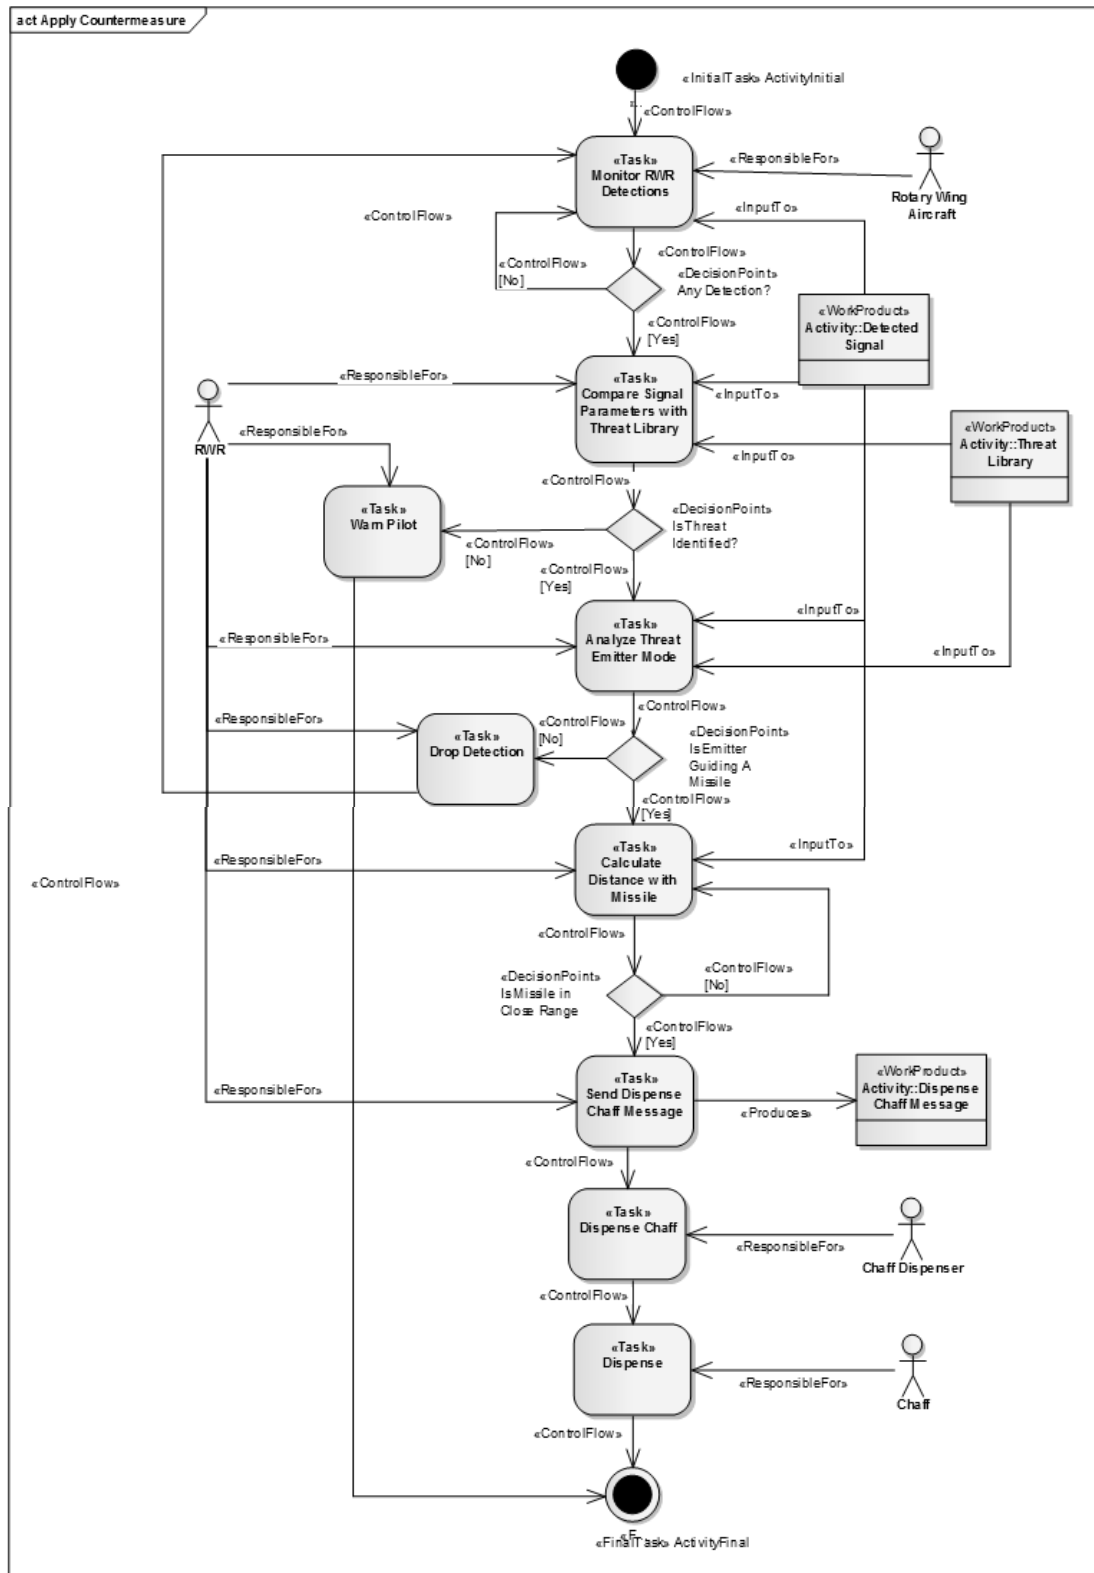 act Apply Countermeasure
«InitialTask» ActivityInitial
«ControlFlow»
«Task»
Monitor RWR
Detections
«ResponsibleFor»
Rotary Wing
Aircraft
«ControlFlow»
«InputTo»
«ControlFlow»
[No]
«ControlFlow»
«DecisionPoint»
Any Detection?
«WorkProduct»
Activity::Detected
Signal
«ControlFlow»
[Yes]
«ResponsibleFor»
«Task»
Compare Signal
Parameters with
Threat Library
«InputTo»
RWR
«ResponsibleFor»
«WorkProduct»
Activity::Threat
Library
«InputTo»
«ControlFlow»
«Task»
Warn Pilot
«DecisionPoint»
Is Threat
Identified?
«ControlFlow»
[No]
«ControlFlow»
[Yes]
«InputTo»
«Task»
Analyze Threat
Emitter Mode
«ResponsibleFor»
«InputTo»
«ControlFlow»
«ResponsibleFor»
«Task»
Drop Detection
«ControlFlow»
[No]
«DecisionPoint»
Is Emitter
Guiding A
Missile
«ControlFlow»
[Yes]
«ResponsibleFor»
«Task»
Calculate
Distance with
Missile
«InputTo»
«ControlFlow»
«ControlFlow»
«DecisionPoint»
Is Missile in
Close Range
«ControlFlow»
[No]
«ControlFlow»
[Yes]
«ResponsibleFor»
«Task»
Send Dispense
Chaff Message
«Produces»
«WorkProduct»
Activity::Dispense
Chaff Message
«ControlFlow»
«Task»
Dispense Chaff
«ResponsibleFor»
Chaff Dispenser
«ControlFlow»
«Task»
Dispense
«ResponsibleFor»
Chaff
«ControlFlow»
«F...
«FinalTask» ActivityFinal